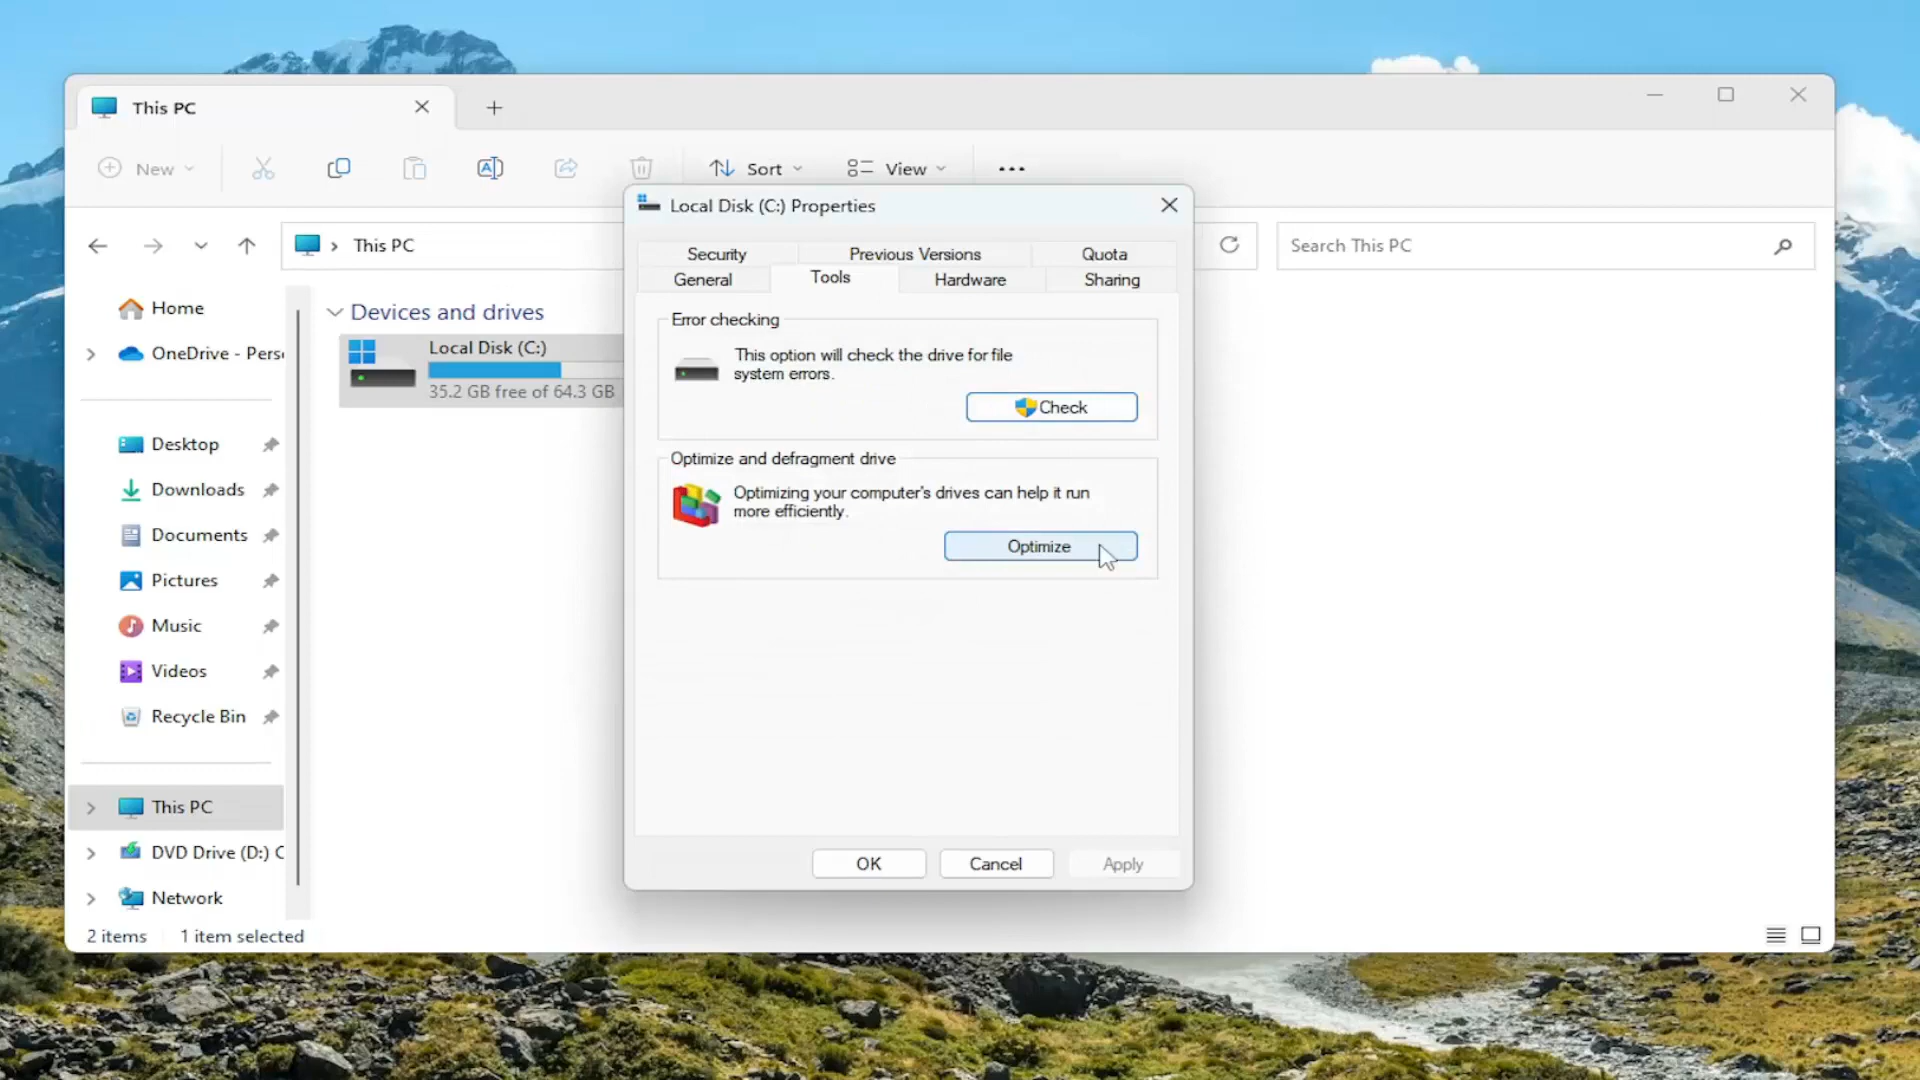 This PC
New
Sort
View
This PC
Search This PC
Home
OneDrive - Pers
Desktop
Downloads
Documents
Pictures
Music
Videos
Recycle Bin
This PC
DVD Drive (D:) C
Network
2 items
1 item selected
Devices and drives
Local Disk (C:)
35.2 GB free of 64.3 GB
Local Disk (C:) Properties
Security
Previous Versions
Quota
General
Tools
Hardware
Sharing
Error checking
This option will check the drive for file
system errors.
Check
Optimize and defragment drive
Optimizing your computer's drives can help it run
more efficiently.
Optimize
OK
Cancel
Apply